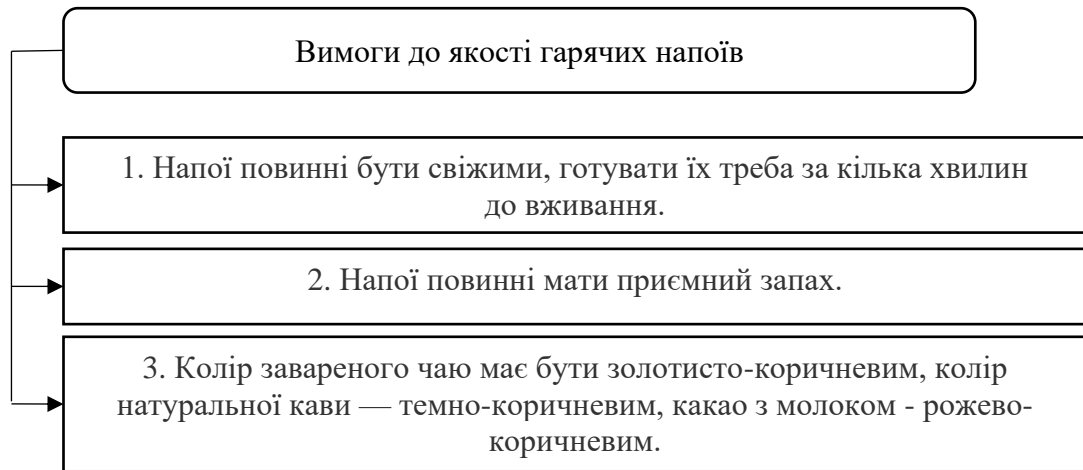 Вимоги до якості гарячих напоїв
1. Напої повинні бути свіжими, готувати їх треба за кілька хвилин
до вживання.
2. Напої повинні мати приємний запах.
3. Колір завареного чаю має бути золотисто-коричневим, колір
натуральної кави — темно-коричневим, какао з молоком - рожево-
коричневим.